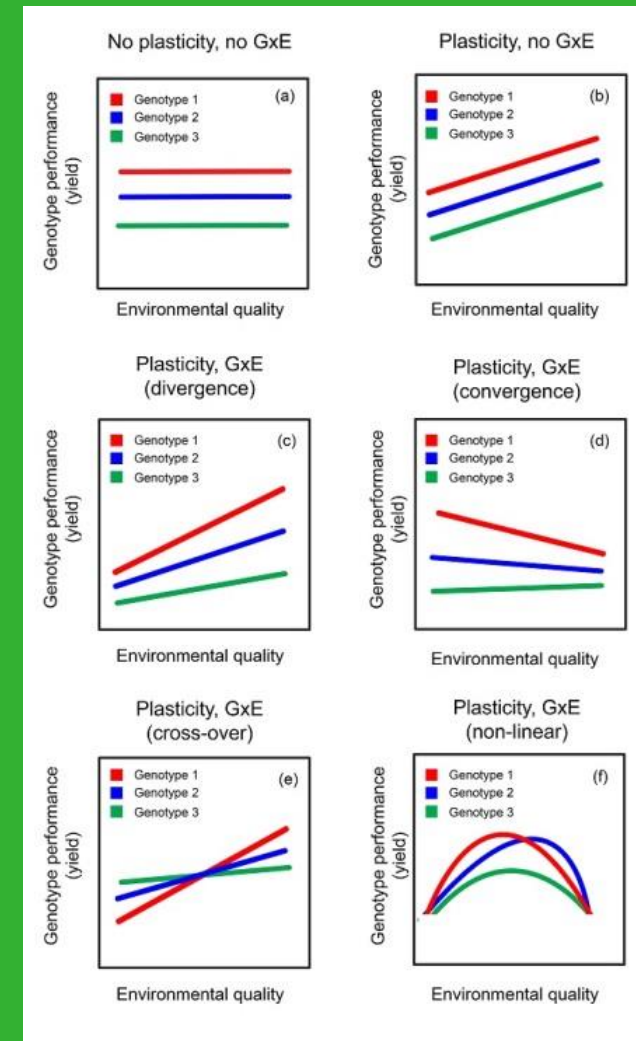 No plasticity, no GxE
Genotype performance
(yield)
Genotype 1
Genotype 2
Genotype 3
(a)
Environmental quality
Plasticity, no GxE
Genotype performance
(yield)
Genotype 1
Genotype 2
Genotype 3
(b)
Environmental quality
Plasticity, GxE
(divergence)
Genotype performance
(yield)
Genotype 1
Genotype 2
Genotype 3
(c)
Environmental quality
Plasticity, GxE
(convergence)
Genotype performance
(yield)
Genotype 1
Genotype 2
Genotype 3
(d)
Environmental quality
Plasticity, GxE
(cross-over)
Genotype performance
(yield)
Genotype 1
Genotype 2
Genotype 3
(e)
Environmental quality
Plasticity, GxE
(non-linear)
Genotype performance
(yield)
Genotype 1
Genotype 2
Genotype 3
(f)
Environmental quality